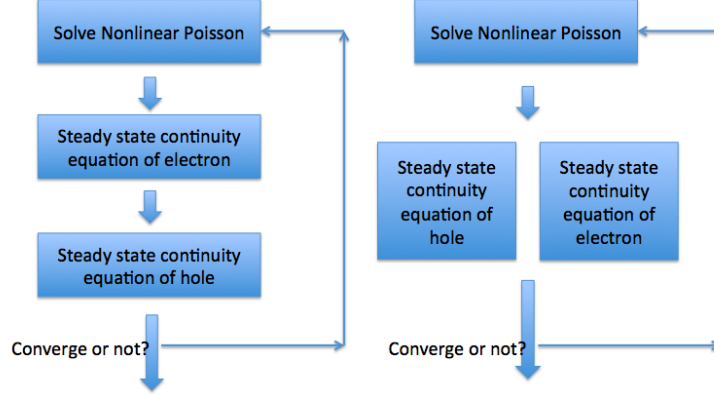 Solve Nonlinear Poisson
Steady state continuity
equation of electron
Steady state continuity
equation of hole
Converge or not?
Solve Nonlinear Poisson
Steady state
continuity
equation of
hole
Steady state
continuity
equation of
electron
Converge or not?